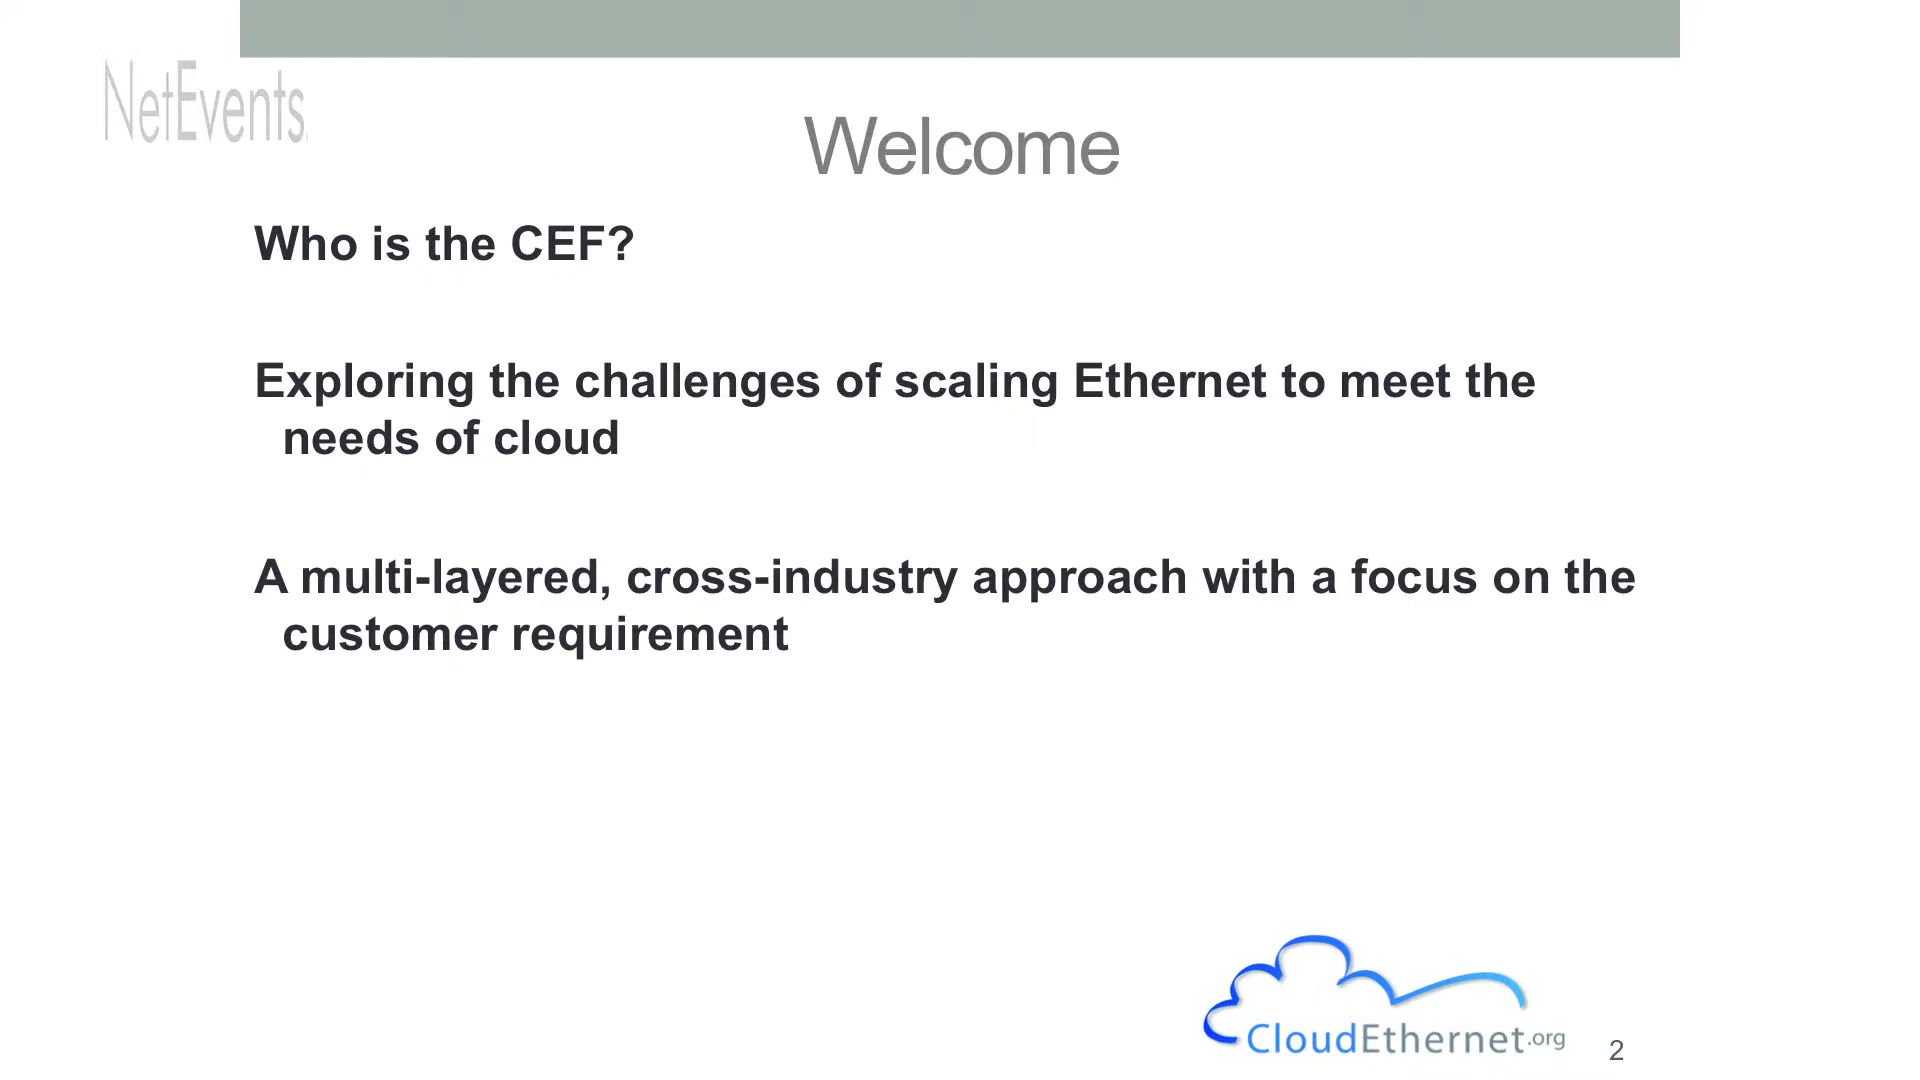 NetEvents
Welcome
Who is the CEF?
Exploring the challenges of scaling Ethernet to meet the
needs of cloud
A multi-layered, cross-industry approach with a focus on the
customer requirement
CloudEthernet.org
2